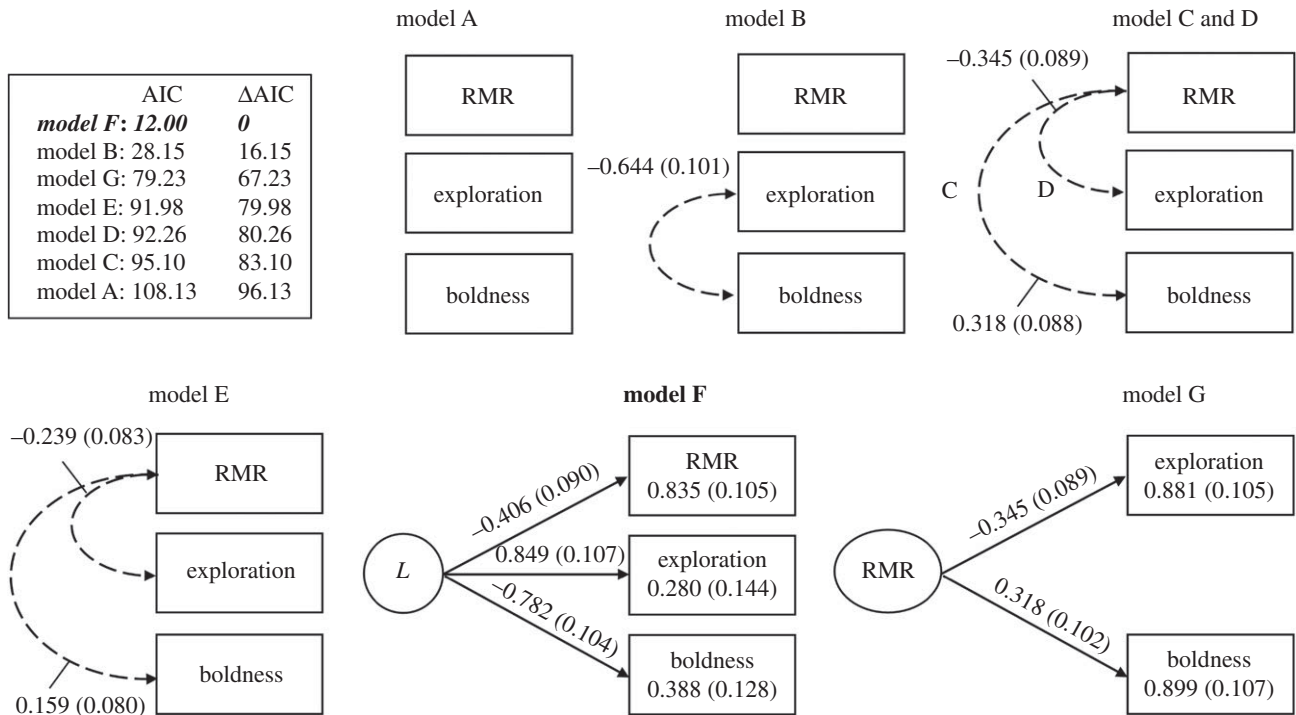 AIC ΔAIC
model F: 12.00 0
model B: 28.15 16.15
model G: 79.23 67.23
model E: 91.98 79.98
model D: 92.26 80.26
model C: 95.10 83.10
model A: 108.13 96.13
model A
RMR
exploration
boldness
model B
RMR
–0.644 (0.101)
exploration
boldness
model C and D
–0.345 (0.089)
RMR
C
D
exploration
boldness
0.318 (0.088)
model E
–0.239 (0.083)
RMR
exploration
boldness
0.159 (0.080)
model F
L
–0.406 (0.090)
0.849 (0.107)
–0.782 (0.104)
RMR
0.835 (0.105)
exploration
0.280 (0.144)
boldness
0.388 (0.128)
model G
RMR
–0.345 (0.089)
0.318 (0.102)
exploration
0.881 (0.105)
boldness
0.899 (0.107)